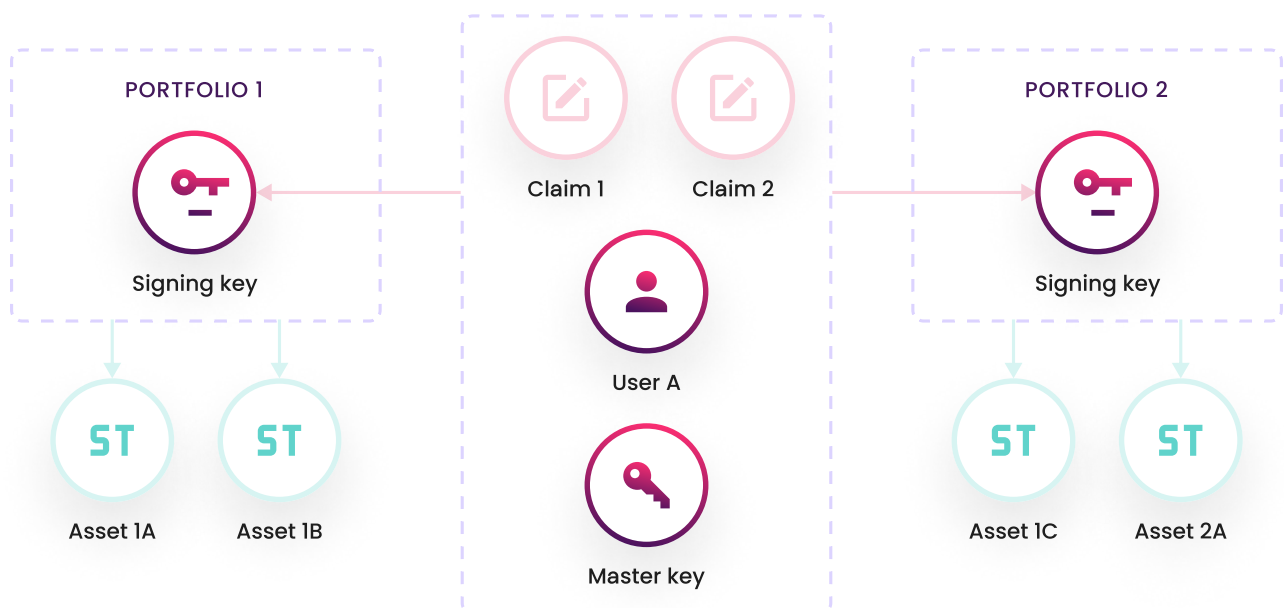 PORTFOLIO 1
Signing key
ST
ST
Asset 1A
Asset 1B
Claim 1
Claim 2
User A
Master key
PORTFOLIO 2
Signing key
ST
ST
Asset 1C
Asset 2A